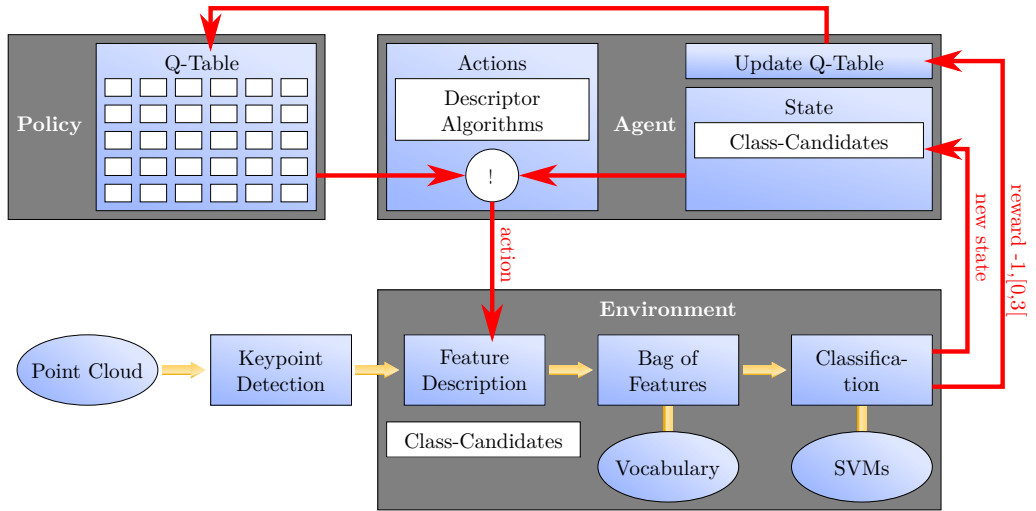 Q-Table
Policy
Actions
Descriptor
Algorithms
!
Agent
Update Q-Table
State
Class-Candidates
action
new state
reward -1,[0,3[
Environment
Point Cloud
Keypoint
Detection
Feature
Description
Bag of
Features
Classifica-
tion
Class-Candidates
Vocabulary
SVMs